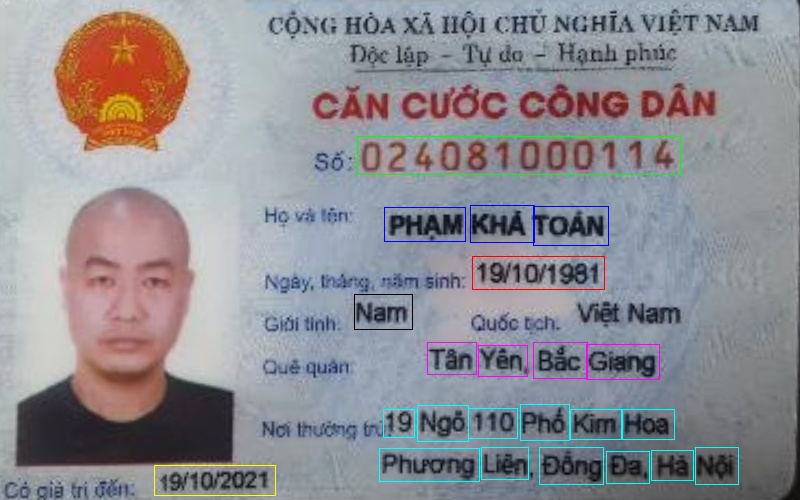 CỘNG HÒA XÃ HỘI CHỦ NGHĨA VIỆT NAM
Độc lập - Tự do - Hạnh phúc
CĂN CƯỚC CÔNG DÂN
Số: 024081000114
Họ và tên: PHẠM KHẢ TOÁN
Ngày, tháng, năm sinh: 19/10/1981
Giới tính: Nam Quốc tịch: Việt Nam
Quê quán: Tân Yên, Bắc Giang
Nơi thường trú: 19 Ngõ 110 Phố Kim Hoa
Phương Liên, Đống Đa, Hà Nội
Có giá trị đến: 19/10/2021